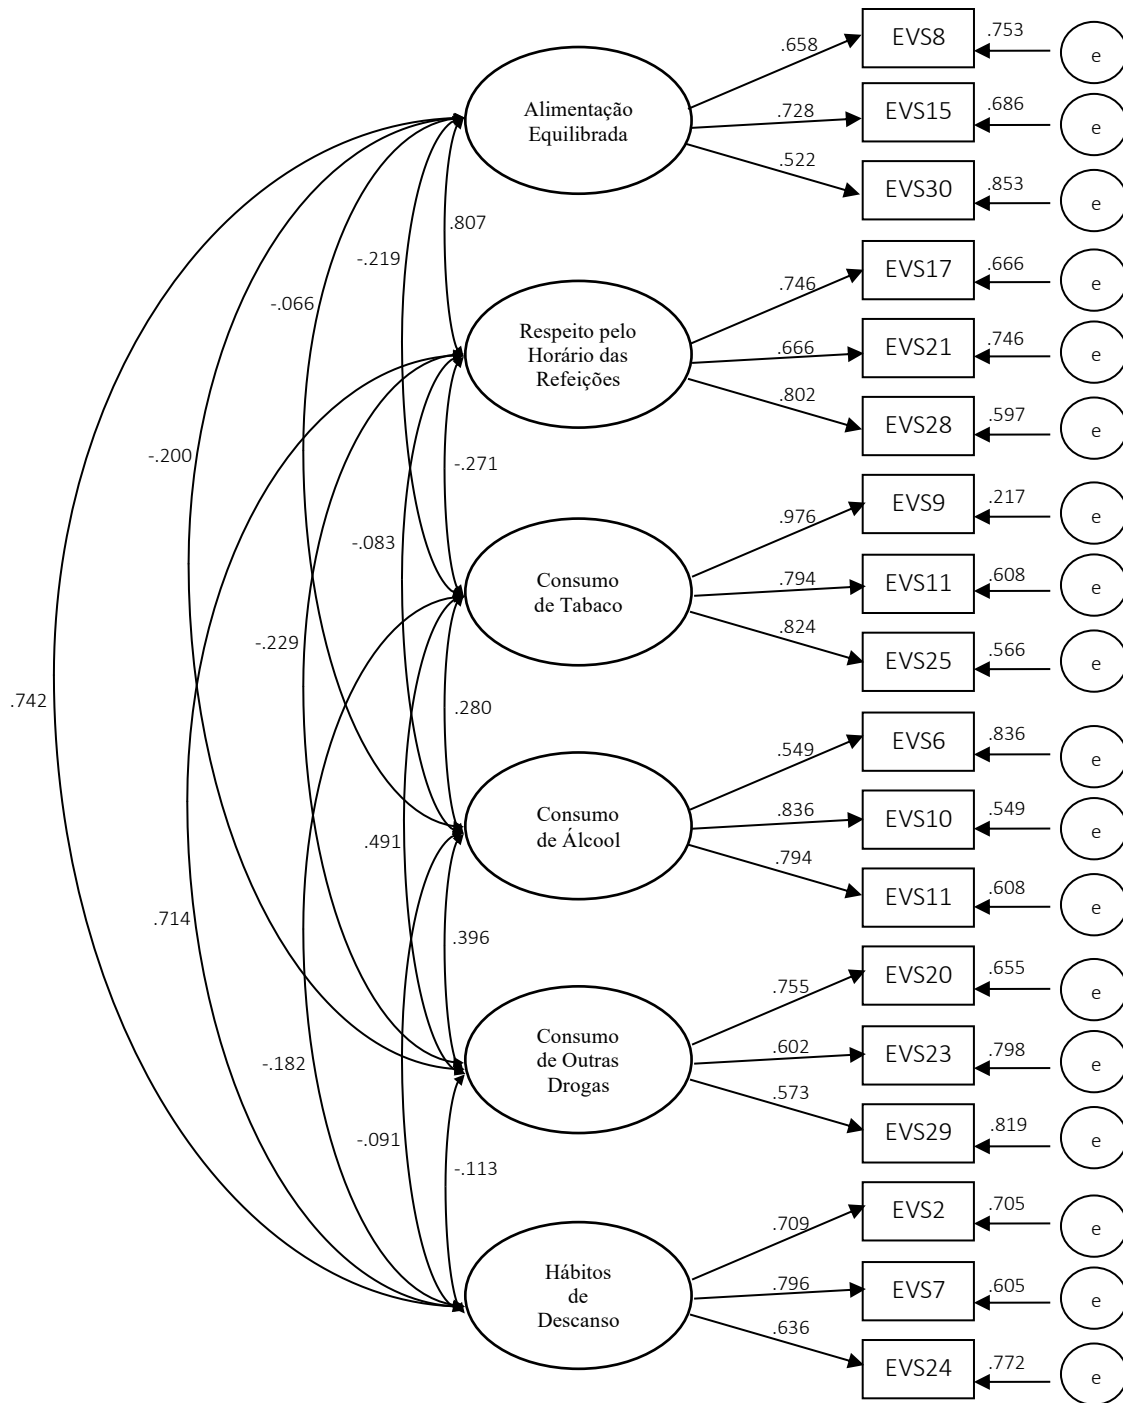 EVS8
.753
e
.658
Alimentação
Equilibrada
.728
EVS15
.686
e
.522
EVS30
.853
e
.807
-.219
-.066
EVS17
.666
e
.746
Respeito pelo
Horário das
Refeições
.666
EVS21
.746
e
.802
EVS28
.597
e
-.200
-.271
EVS9
.217
e
.976
-.083
Consumo
de Tabaco
.794
EVS11
.608
e
.824
EVS25
.566
e
-.229
.742
.280
EVS6
.836
e
.549
Consumo
de Álcool
.836
EVS10
.549
e
.491
.794
EVS11
.608
e
.714
.396
EVS20
.655
e
.755
Consumo
de Outras
Drogas
.602
EVS23
.798
e
-.182
.573
EVS29
.819
e
-.091
-.113
EVS2
.705
e
.709
Hábitos
de
Descanso
.796
EVS7
.605
e
.636
EVS24
.772
e